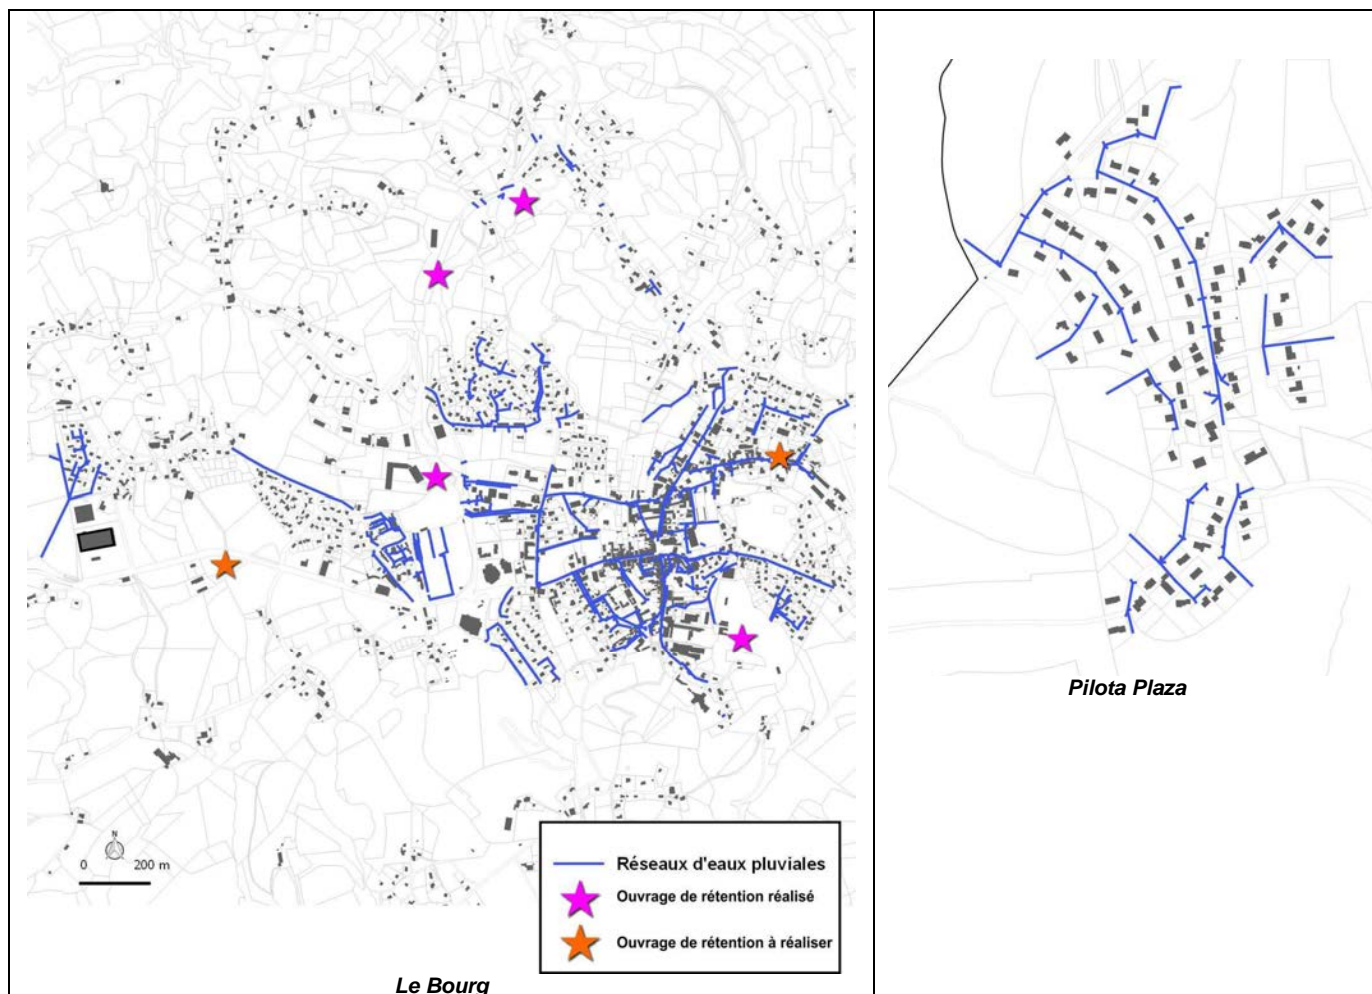 Pilota Plaza
N
0 200 m
Réseaux d'eaux pluviales
Ouvrage de rétention réalisé
Ouvrage de rétention à réaliser
Le Bourg